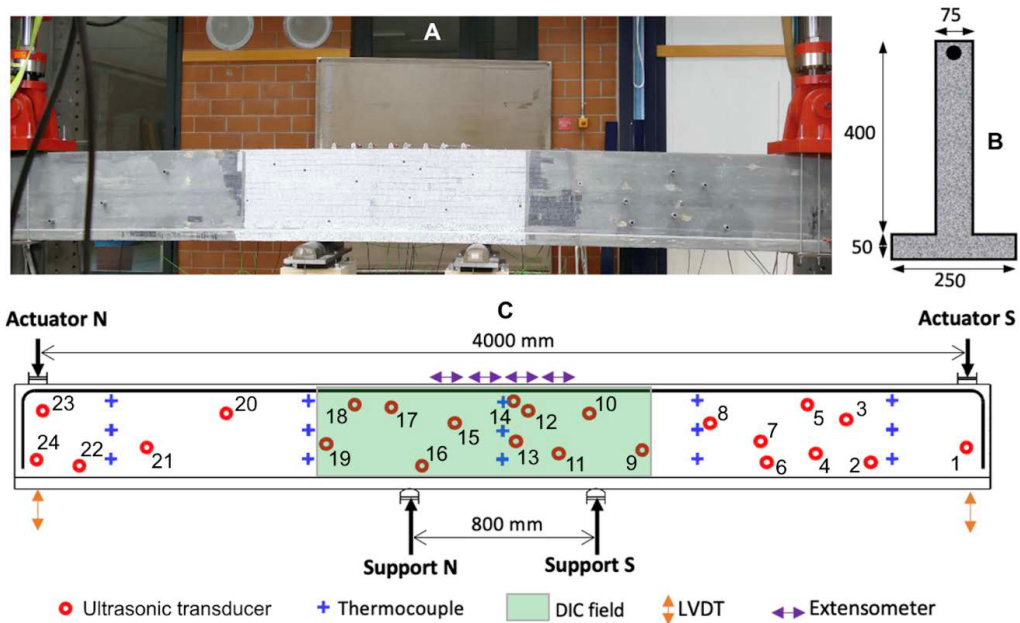 A
75
400
B
50
250
C
Actuator N
Actuator S
4000 mm
23
20
18
17
14
12
10
8
5
3
15
7
24
22
21
19
16
13
11
9
6
4
2
1
800 mm
Support N
Support S
Ultrasonic transducer
Thermocouple
DIC field
LVDT
Extensometer